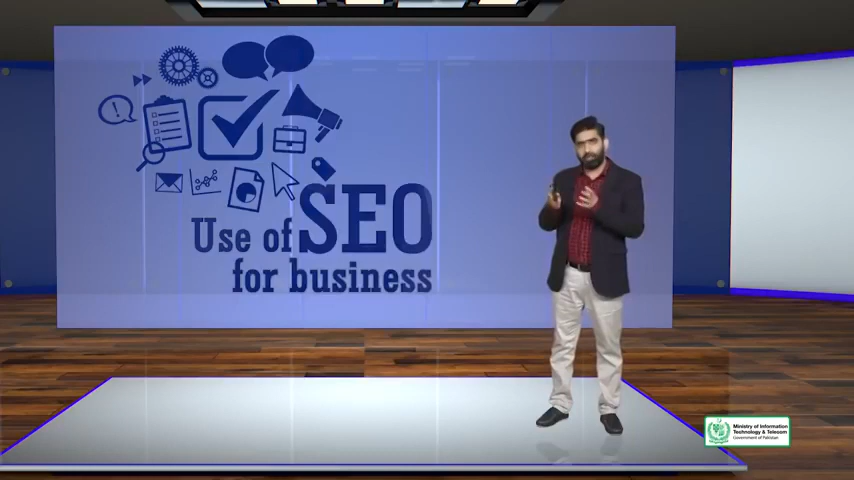 Use of SEO
for business
Ministry of Information
Technology & Telecom
Government of Pakistan